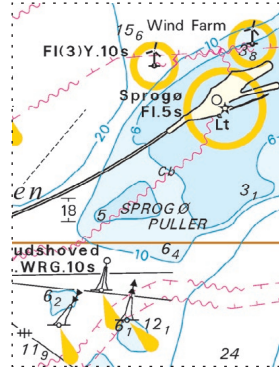 15₆ Wind Farm 10
Fl(3)Y.10s 3₈
Sprogø
Fl.5s
Lt
20 6
en Cb 3₁
18 5 SPROGØ
PULLER
udshoved 10 6₄
.WRG.10s
6₂ 6₁ 12₁
11₉ 24